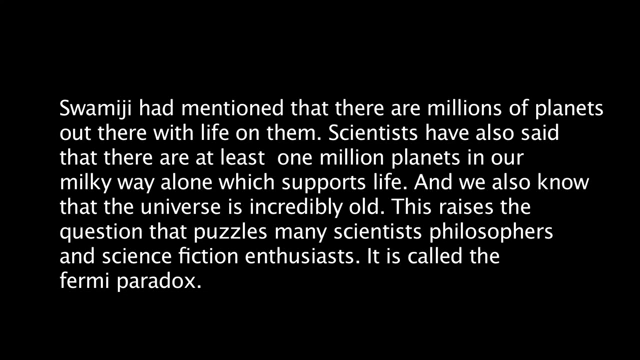 Swamiji had mentioned that there are millions of planets
out there with life on them. Scientists have also said
that there are at least  one million planets in our
milky way alone which supports life. And we also know
that the universe is incredibly old. This raises the
question that puzzles many scientists philosophers
and science fiction enthusiasts. It is called the
fermi paradox.